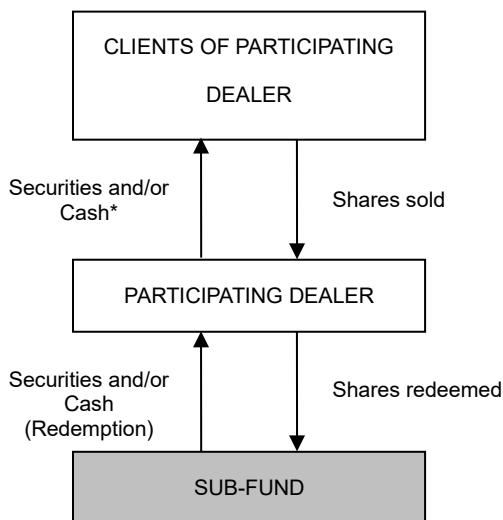 CLIENTS OF PARTICIPATING
DEALER
Securities and/or
Cash*
Shares sold
PARTICIPATING DEALER
Securities and/or
Cash
(Redemption)
Shares redeemed
SUB-FUND